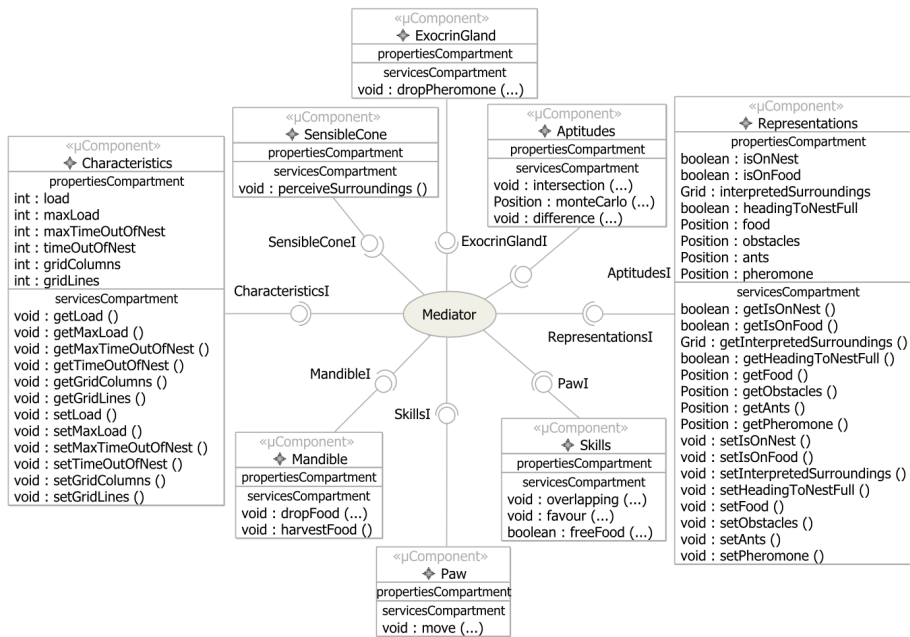 «µComponent»
ExocrinGland
propertiesCompartment
servicesCompartment
void : dropPheromone (...)
«µComponent»
SensibleCone
propertiesCompartment
servicesCompartment
void : perceiveSurroundings ()
«µComponent»
Aptitudes
propertiesCompartment
servicesCompartment
void : intersection (...)
Position : monteCarlo (...)
void : difference (...)
«µComponent»
Representations
propertiesCompartment
boolean : isOnNest
boolean : isOnFood
Grid : interpretedSurroundings
boolean : headingToNestFull
Position : food
Position : obstacles
Position : ants
Position : pheromone
servicesCompartment
boolean : getIsOnNest ()
boolean : getIsOnFood ()
Grid : getInterpretedSurroundings ()
boolean : getHeadingToNestFull ()
Position : getFood ()
Position : getObstacles ()
Position : getAnts ()
Position : getPheromone ()
void : setIsOnNest ()
void : setIsOnFood ()
void : setInterpretedSurroundings ()
void : setHeadingToNestFull ()
void : setFood ()
void : setObstacles ()
void : setAnts ()
void : setPheromone ()
«µComponent»
Characteristics
propertiesCompartment
int : load
int : maxLoad
int : maxTimeOutOfNest
int : timeOutOfNest
int : gridColumns
int : gridLines
servicesCompartment
void : getLoad ()
void : getMaxLoad ()
void : getMaxTimeOutOfNest ()
void : getTimeOutOfNest ()
void : getGridColumns ()
void : getGridLines ()
void : setLoad ()
void : setMaxLoad ()
void : setMaxTimeOutOfNest ()
void : setTimeOutOfNest ()
void : setGridColumns ()
void : setGridLines ()
SensibleConeI
ExocrinGlandI
AptitudesI
CharacteristicsI
Mediator
RepresentationsI
MandibleI
SkillsI
PawI
«µComponent»
Mandible
propertiesCompartment
servicesCompartment
void : dropFood (...)
void : harvestFood ()
«µComponent»
Skills
propertiesCompartment
servicesCompartment
void : overlapping (...)
void : favour (...)
boolean : freeFood (...)
«µComponent»
Paw
propertiesCompartment
servicesCompartment
void : move (...)